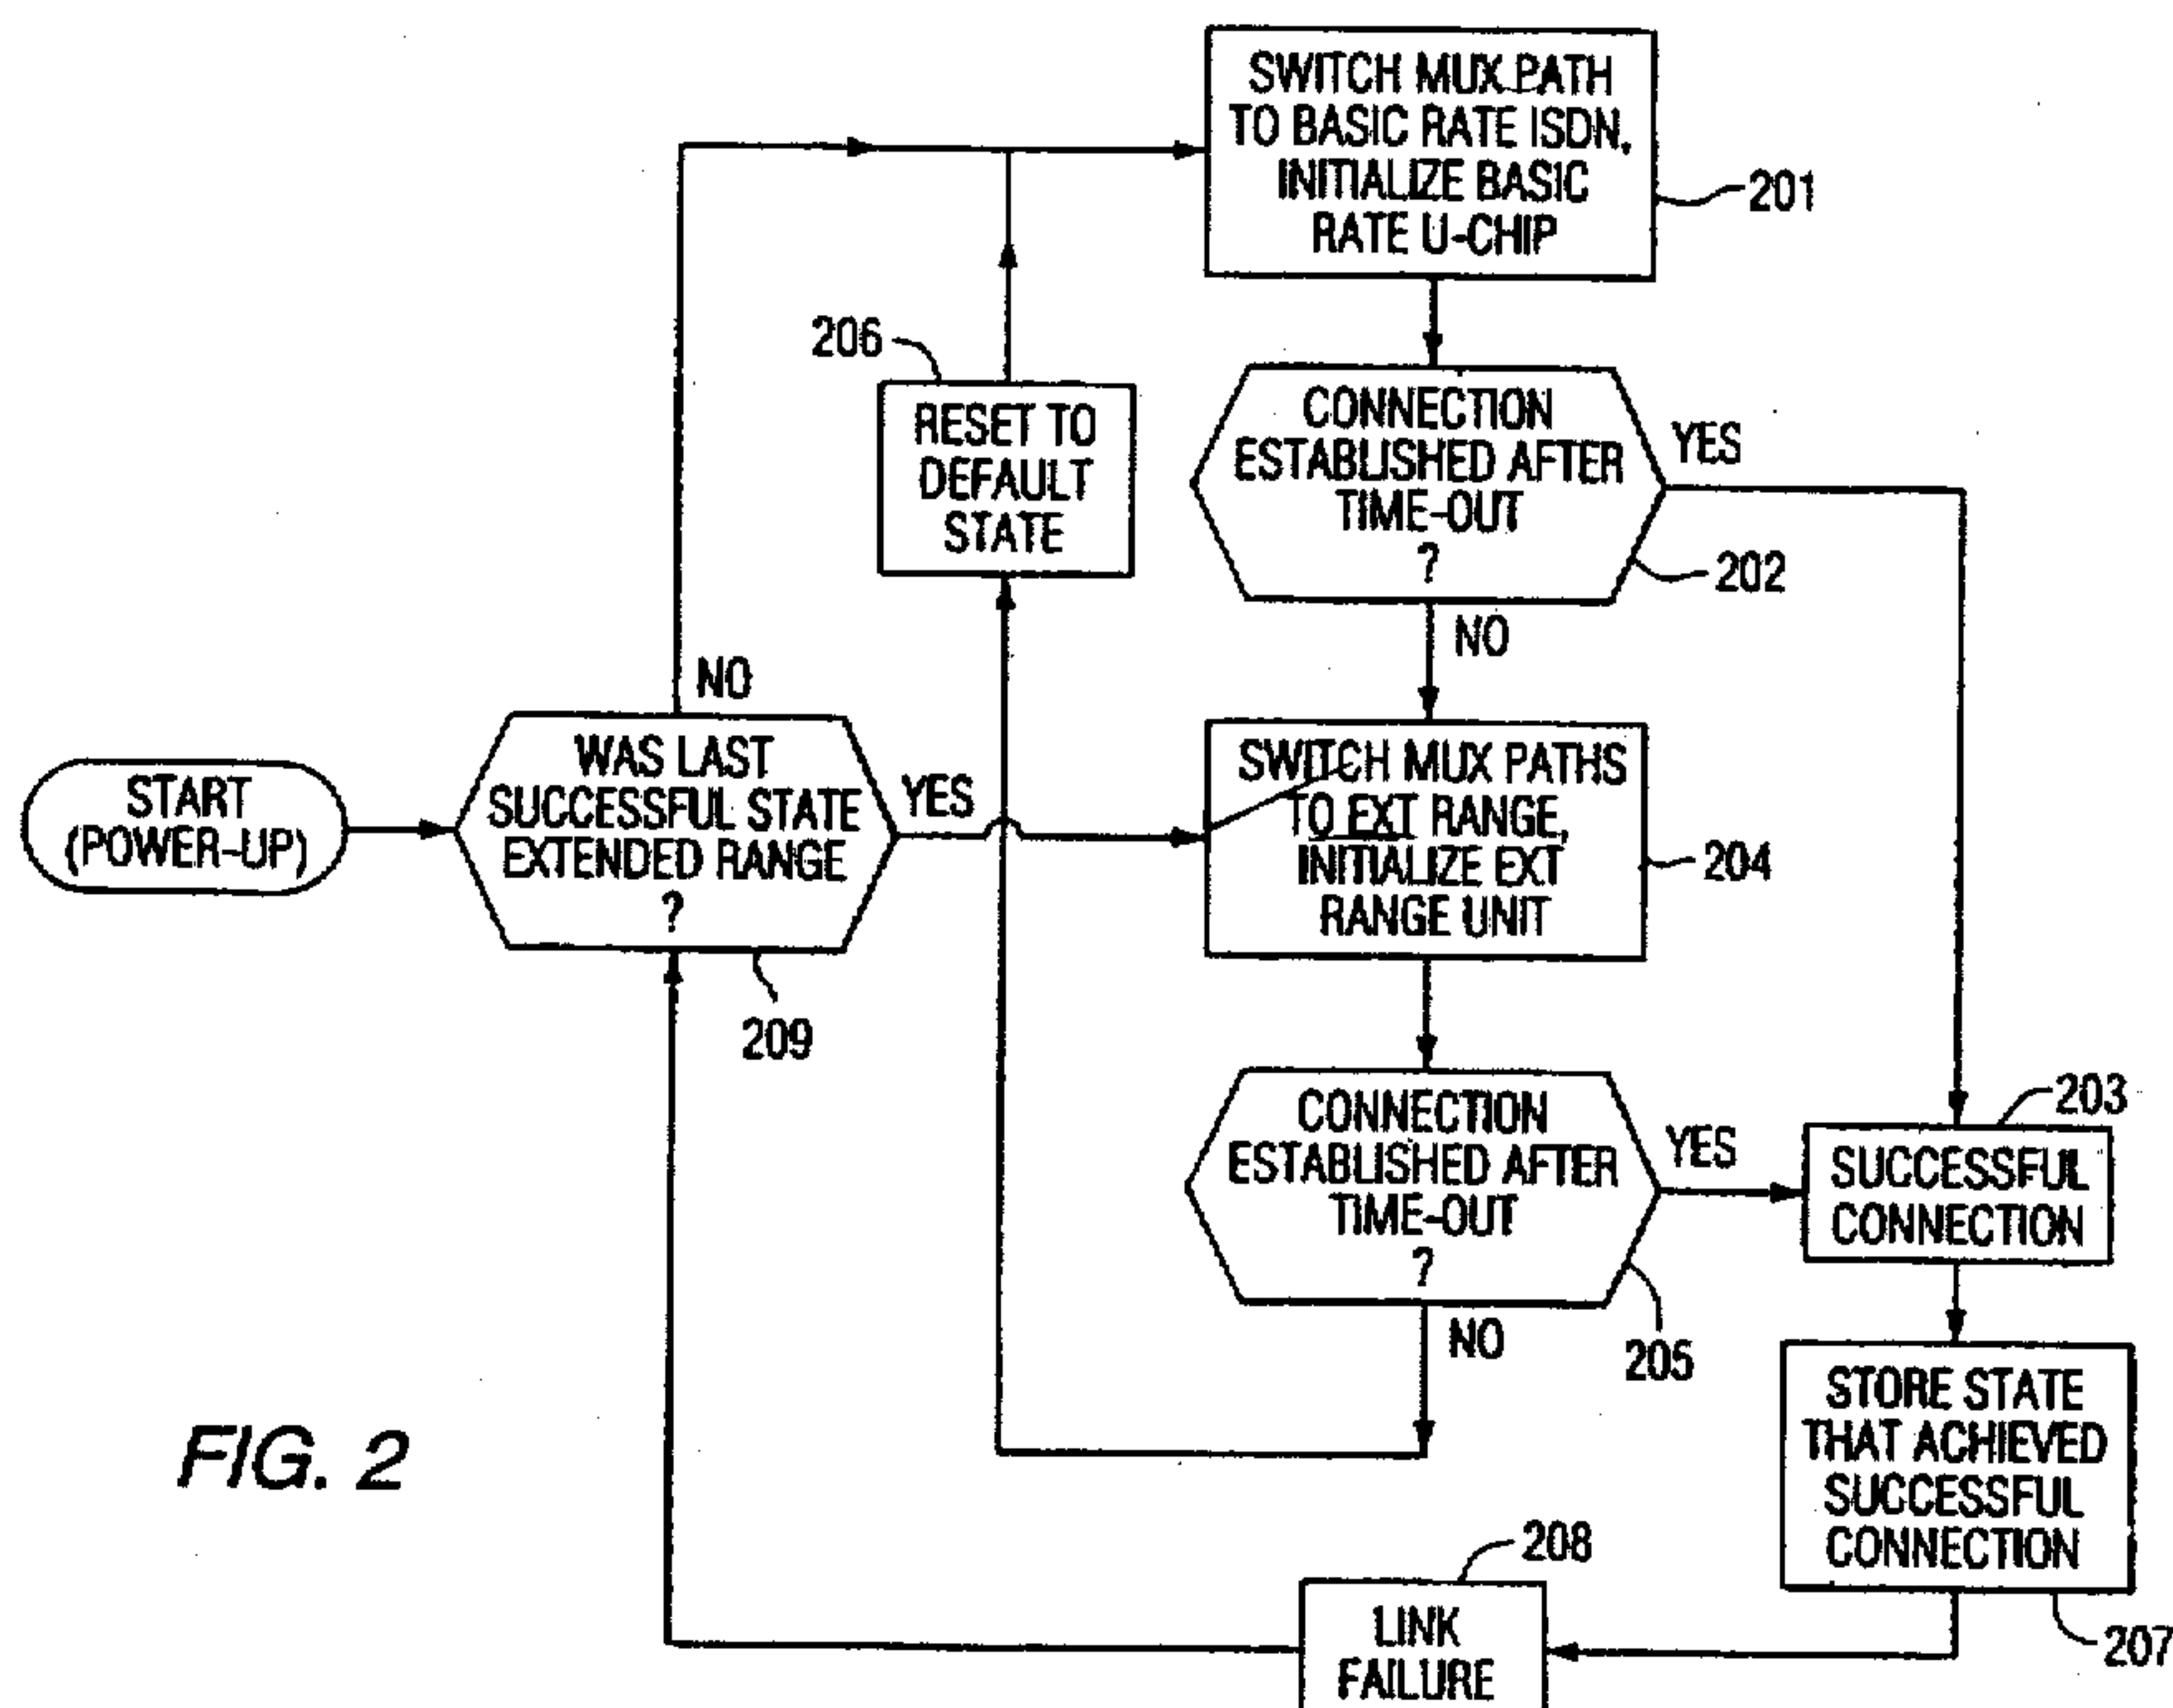 SWITCH MUX PATH
TO BASIC RATE ISDN,
INITIALIZE BASIC
RATE U-CHIP
201
206
RESET TO
DEFAULT
STATE
CONNECTION
ESTABLISHED AFTER
TIME-OUT
?
YES
202
NO
NO
START
(POWER-UP)
WAS LAST
SUCCESSFUL STATE
EXTENDED RANGE
?
YES
209
SWITCH MUX PATHS
TO EXT RANGE,
INITIALIZE EXT
RANGE UNIT
204
CONNECTION
ESTABLISHED AFTER
TIME-OUT
?
YES
205
NO
203
SUCCESSFUL
CONNECTION
STORE STATE
THAT ACHIEVED
SUCCESSFUL
CONNECTION
207
208
LINK
FAILURE
FIG. 2